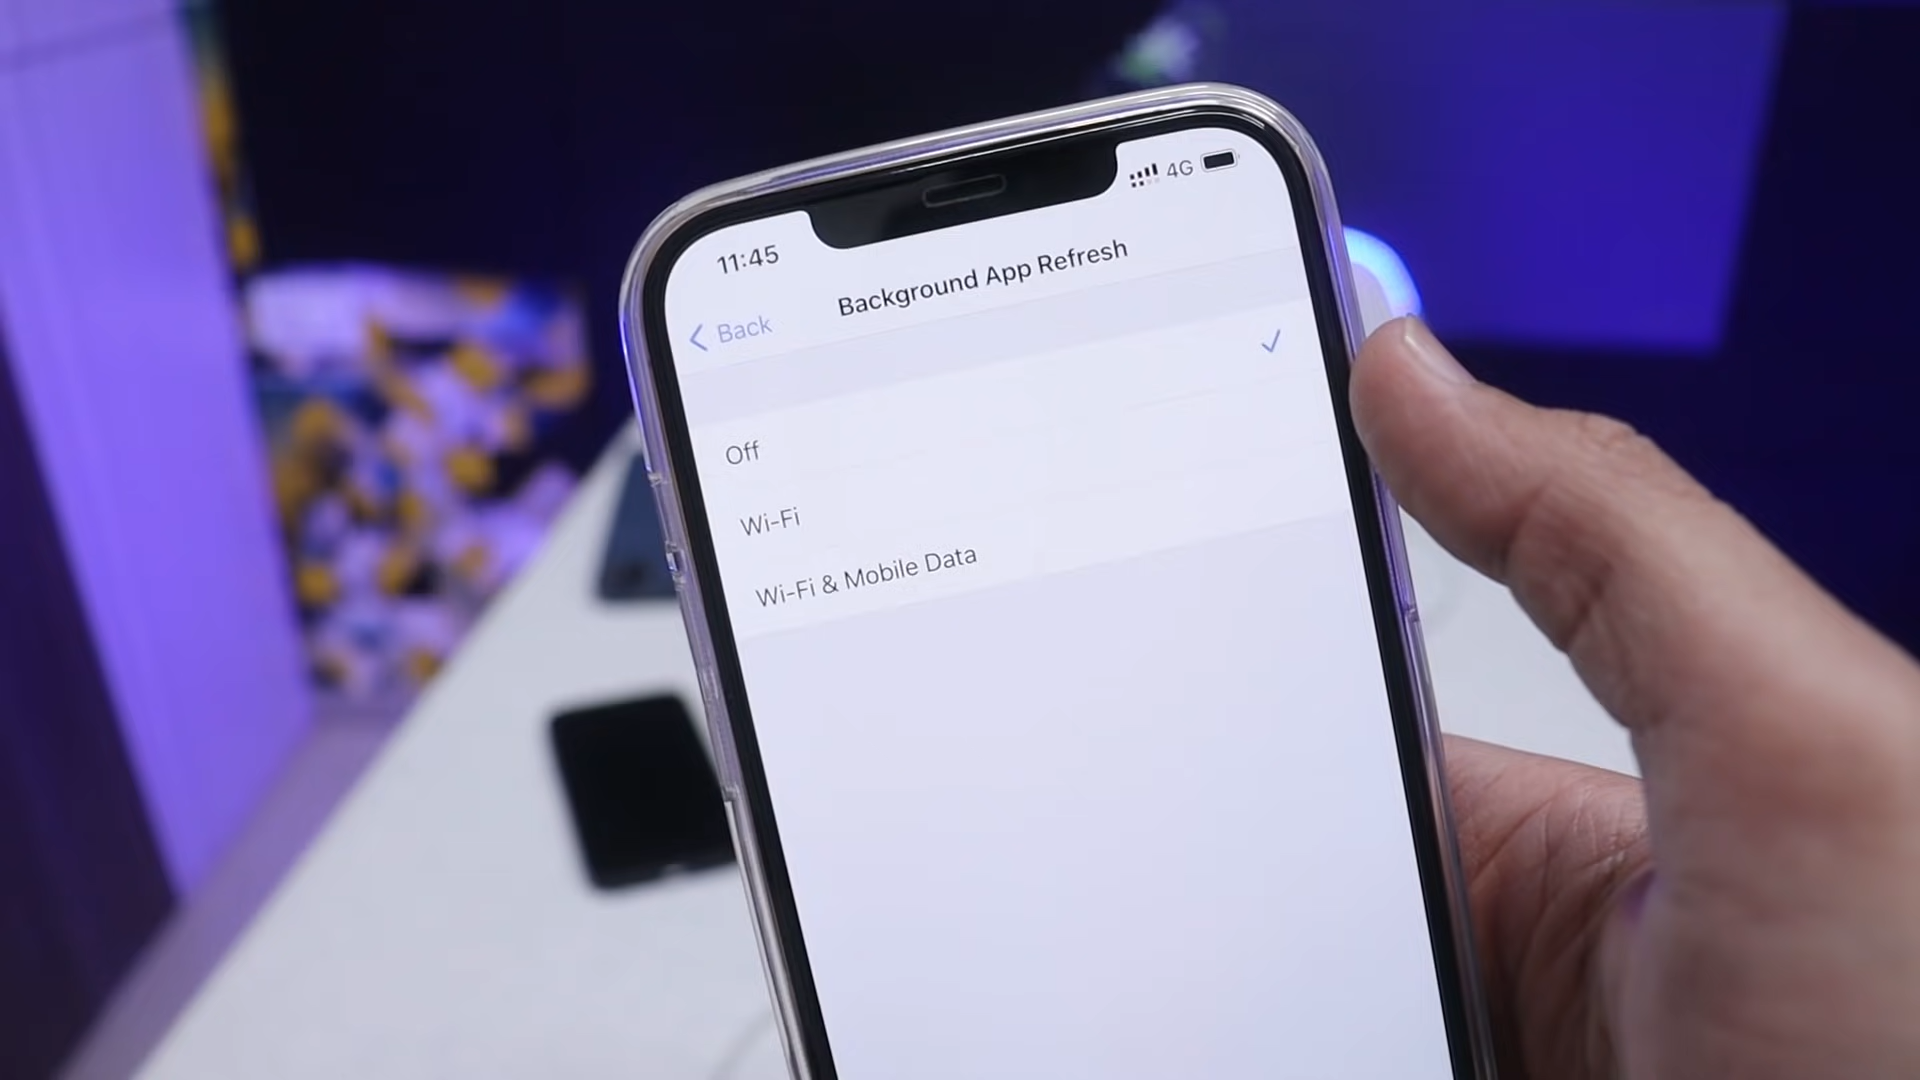 11:45
4G
Back
Background App Refresh
Off
Wi-Fi
Wi-Fi & Mobile Data